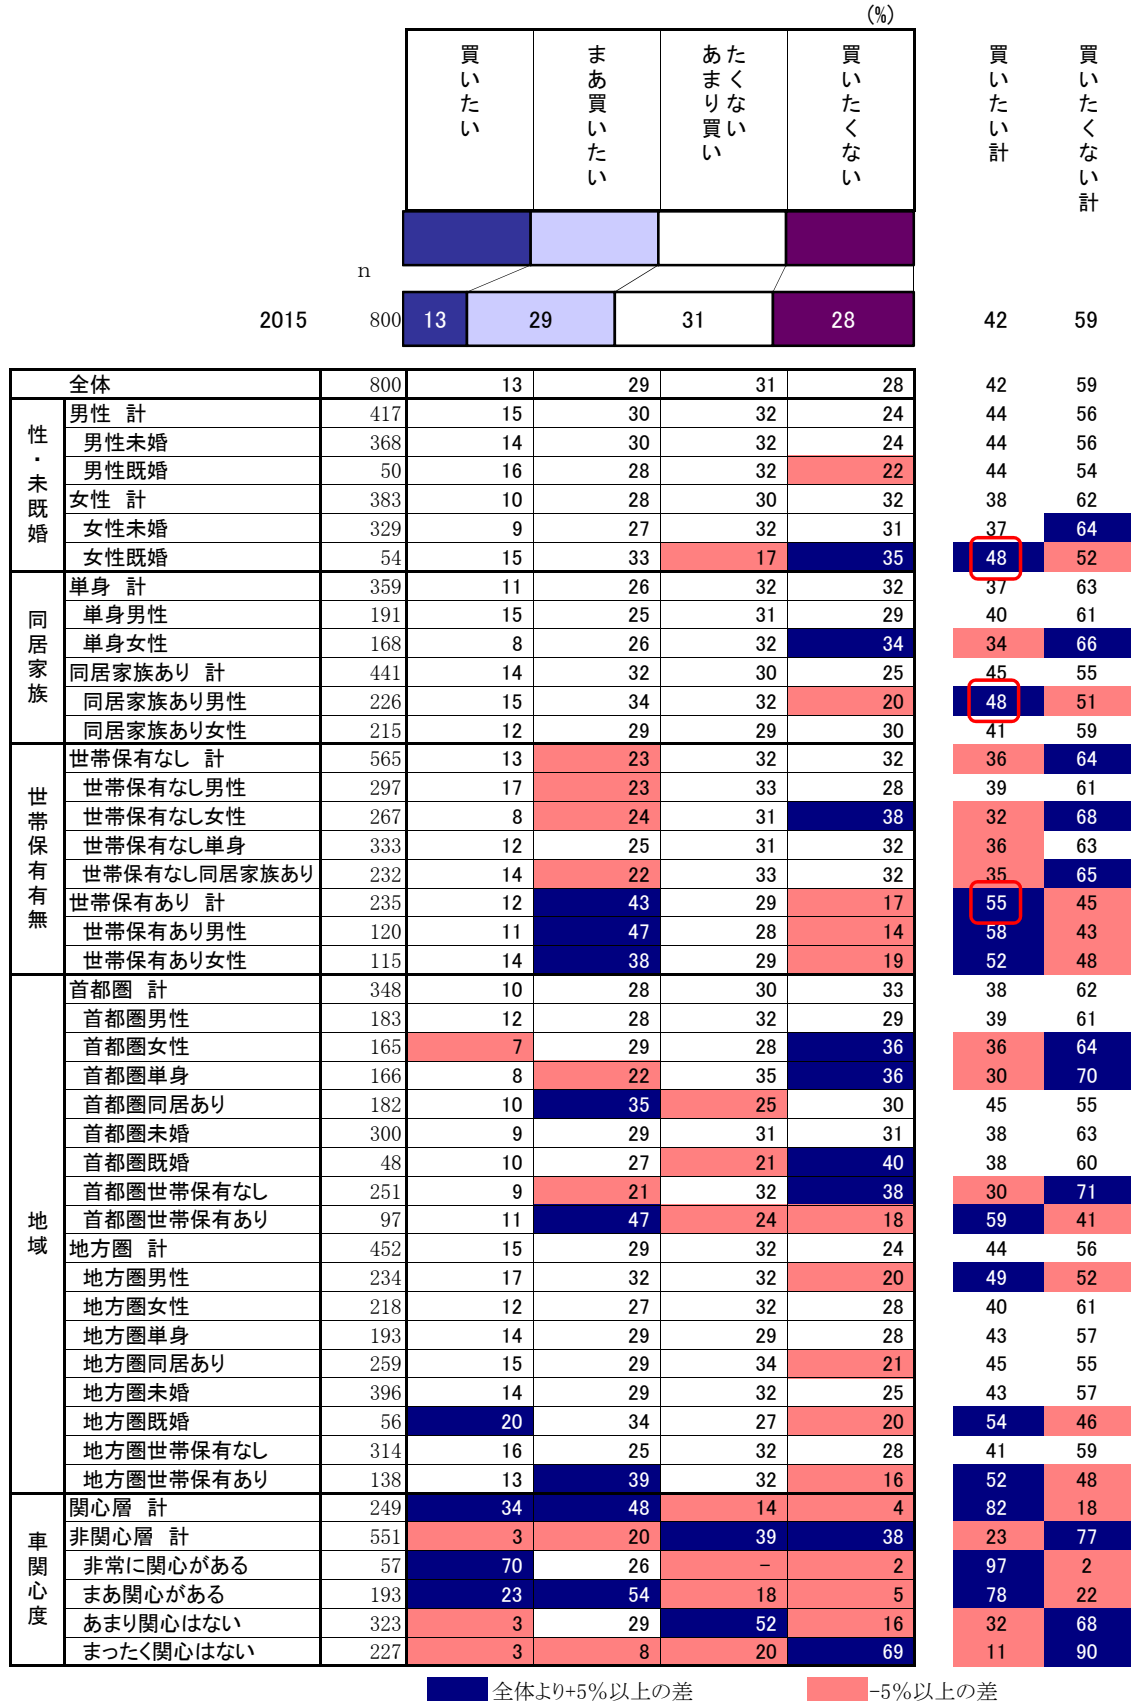 (%)
買いたい
まあ買いたい
あまり買い
たくない
買いたくない
買いたい計
買いたくない計
n
2015 800 13 29 31 28 42 59
全体 800 13 29 31 28 42 59
性・未既婚
男性 計 417 15 30 32 24 44 56
男性未婚 368 14 30 32 24 44 56
男性既婚 50 16 28 32 22 44 54
女性 計 383 10 28 30 32 38 62
女性未婚 329 9 27 32 31 37 64
女性既婚 54 15 33 17 35 48 52
同居家族
単身 計 359 11 26 32 32 37 63
単身男性 191 15 25 31 29 40 61
単身女性 168 8 26 32 34 34 66
同居家族あり 計 441 14 32 30 25 45 55
同居家族あり男性 226 15 34 32 20 48 51
同居家族あり女性 215 12 29 29 30 41 59
世帯保有有無
世帯保有なし 計 565 13 23 32 32 36 64
世帯保有なし男性 297 17 23 33 28 39 61
世帯保有なし女性 267 8 24 31 38 32 68
世帯保有なし単身 333 12 25 31 32 36 63
世帯保有なし同居家族あり 232 14 22 33 32 35 65
世帯保有あり 計 235 12 43 29 17 55 45
世帯保有あり男性 120 11 47 28 14 58 43
世帯保有あり女性 115 14 38 29 19 52 48
地域
首都圏 計 348 10 28 30 33 38 62
首都圏男性 183 12 28 32 29 39 61
首都圏女性 165 7 29 28 36 36 64
首都圏単身 166 8 22 35 36 30 70
首都圏同居あり 182 10 35 25 30 45 55
首都圏未婚 300 9 29 31 31 38 63
首都圏既婚 48 10 27 21 40 38 60
首都圏世帯保有なし 251 9 21 32 38 30 71
首都圏世帯保有あり 97 11 47 24 18 59 41
地方圏 計 452 15 29 32 24 44 56
地方圏男性 234 17 32 32 20 49 52
地方圏女性 218 12 27 32 28 40 61
地方圏単身 193 14 29 29 28 43 57
地方圏同居あり 259 15 29 34 21 45 55
地方圏未婚 396 14 29 32 25 43 57
地方圏既婚 56 20 34 27 20 54 46
地方圏世帯保有なし 314 16 25 32 28 41 59
地方圏世帯保有あり 138 13 39 32 16 52 48
車関心度
関心層 計 249 34 48 14 4 82 18
非関心層 計 551 3 20 39 38 23 77
非常に関心がある 57 70 26 - 2 97 2
まあ関心がある 193 23 54 18 5 78 22
あまり関心はない 323 3 29 52 16 32 68
まったく関心はない 227 3 8 20 69 11 90
全体より+5%以上の差 -5%以上の差